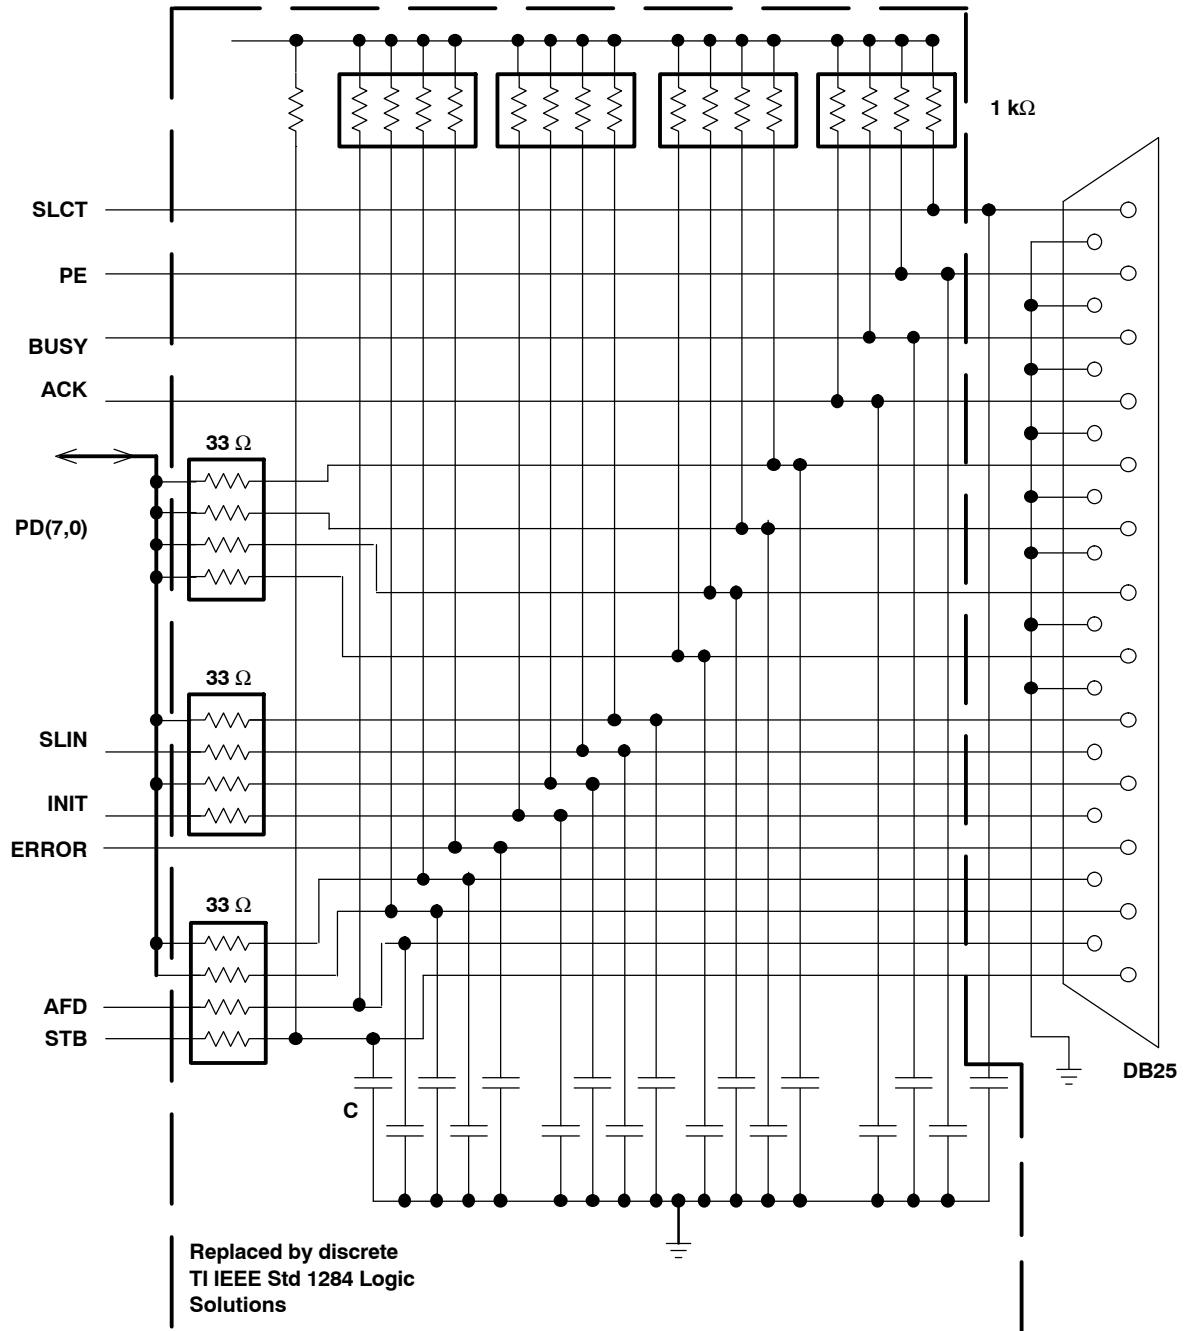 1 kΩ
SLCT
PE
BUSY
ACK
33 Ω
PD(7,0)
33 Ω
SLIN
INIT
ERROR
33 Ω
AFD
STB
DB25
C
Replaced by discrete
TI IEEE Std 1284 Logic
Solutions